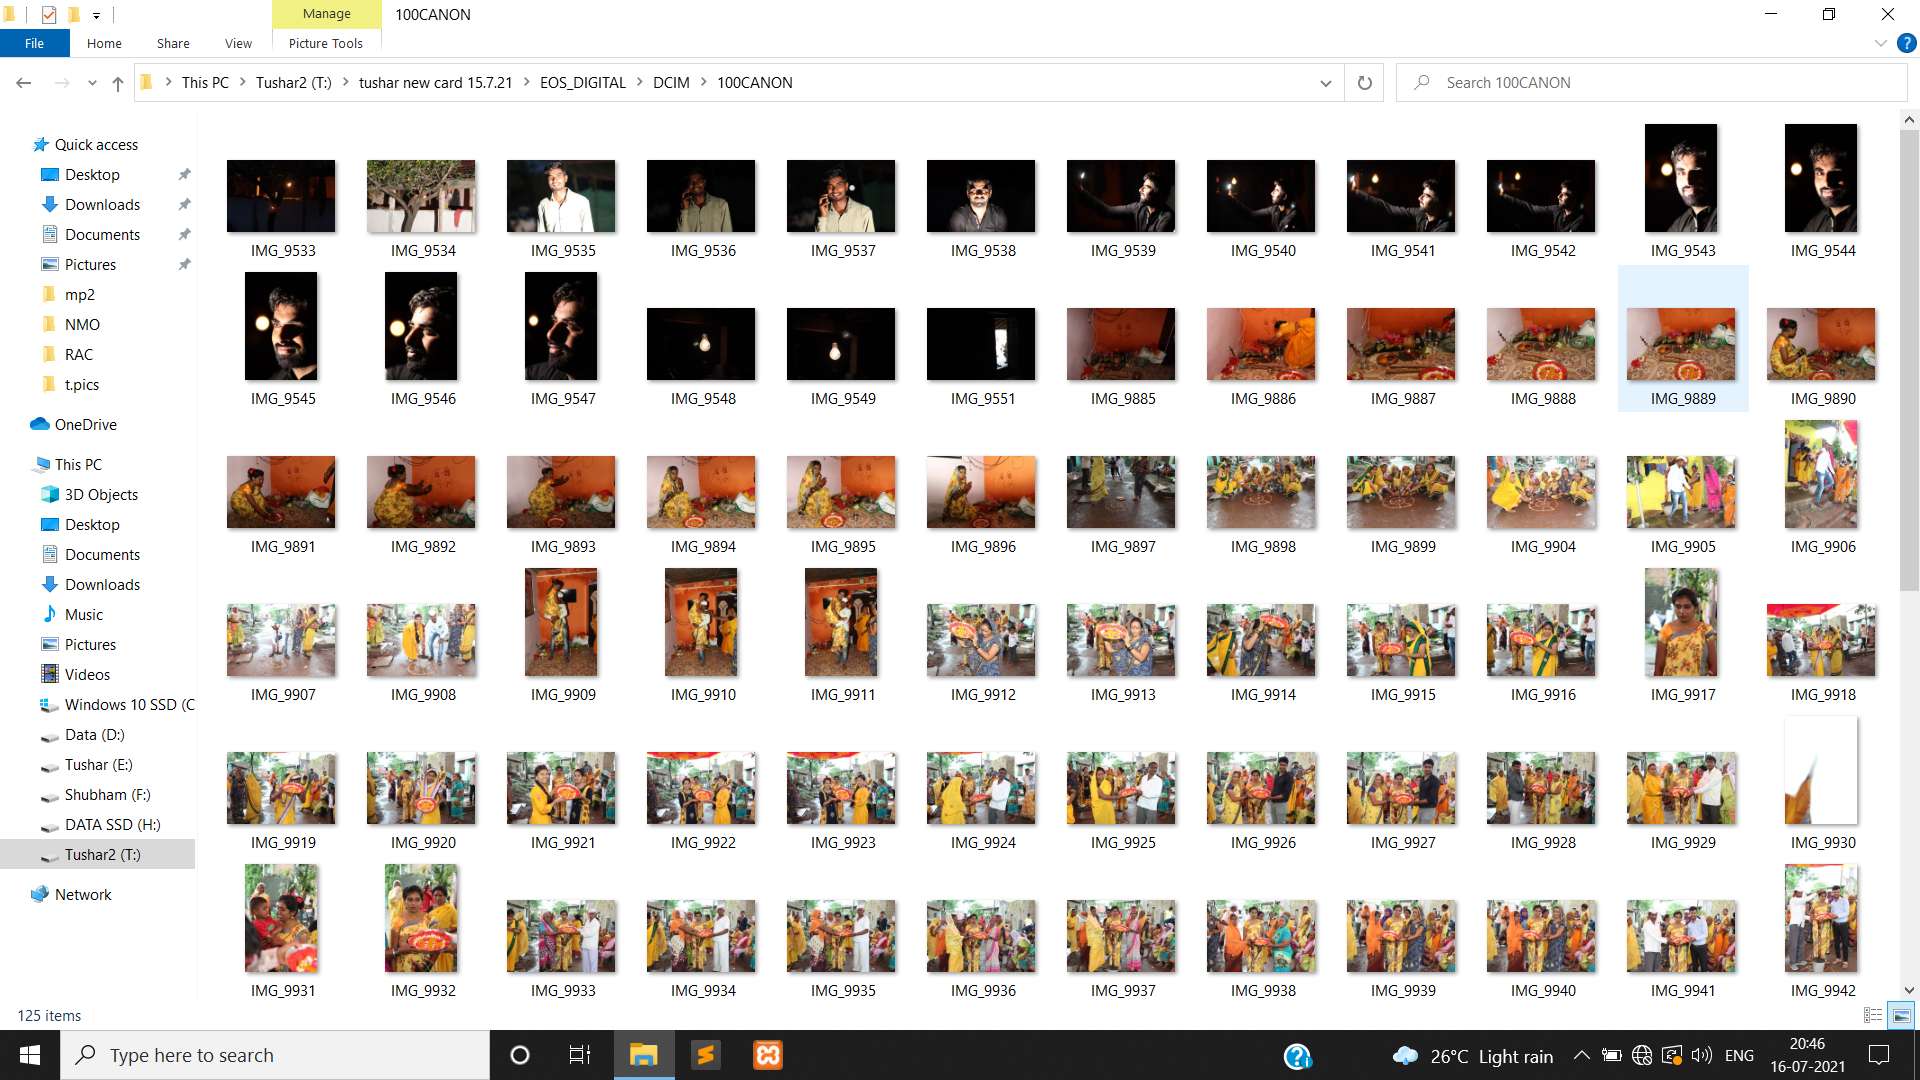 Manage
100CANON
File
Home
Share
View
Picture Tools
This PC
Tushar2 (T:)
tushar new card 15.7.21
EOS_DIGITAL
DCIM
100CANON
Search 100CANON
Quick access
Desktop
Downloads
Documents
Pictures
mp2
NMO
RAC
t.pics
OneDrive
This PC
3D Objects
Desktop
Documents
Downloads
Music
Pictures
Videos
Windows 10 SSD (C
Data (D:)
Tushar (E:)
Shubham (F:)
DATA SSD (H:)
Tushar2 (T:)
Network
IMG_9533 IMG_9534 IMG_9535 IMG_9536 IMG_9537 IMG_9538 IMG_9539 IMG_9540 IMG_9541 IMG_9542 IMG_9543 IMG_9544
IMG_9545 IMG_9546 IMG_9547 IMG_9548 IMG_9549 IMG_9551 IMG_9885 IMG_9886 IMG_9887 IMG_9888 IMG_9889 IMG_9890
IMG_9891 IMG_9892 IMG_9893 IMG_9894 IMG_9895 IMG_9896 IMG_9897 IMG_9898 IMG_9899 IMG_9904 IMG_9905 IMG_9906
IMG_9907 IMG_9908 IMG_9909 IMG_9910 IMG_9911 IMG_9912 IMG_9913 IMG_9914 IMG_9915 IMG_9916 IMG_9917 IMG_9918
IMG_9919 IMG_9920 IMG_9921 IMG_9922 IMG_9923 IMG_9924 IMG_9925 IMG_9926 IMG_9927 IMG_9928 IMG_9929 IMG_9930
IMG_9931 IMG_9932 IMG_9933 IMG_9934 IMG_9935 IMG_9936 IMG_9937 IMG_9938 IMG_9939 IMG_9940 IMG_9941 IMG_9942
125 items
Type here to search
26°C Light rain
ENG
20:46
16-07-2021